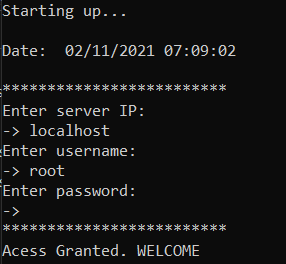 Starting up...
Date:  02/11/2021 07:09:02
**************************
Enter server IP:
-> localhost
Enter username:
-> root
Enter password:
->
**************************
Acess Granted. WELCOME